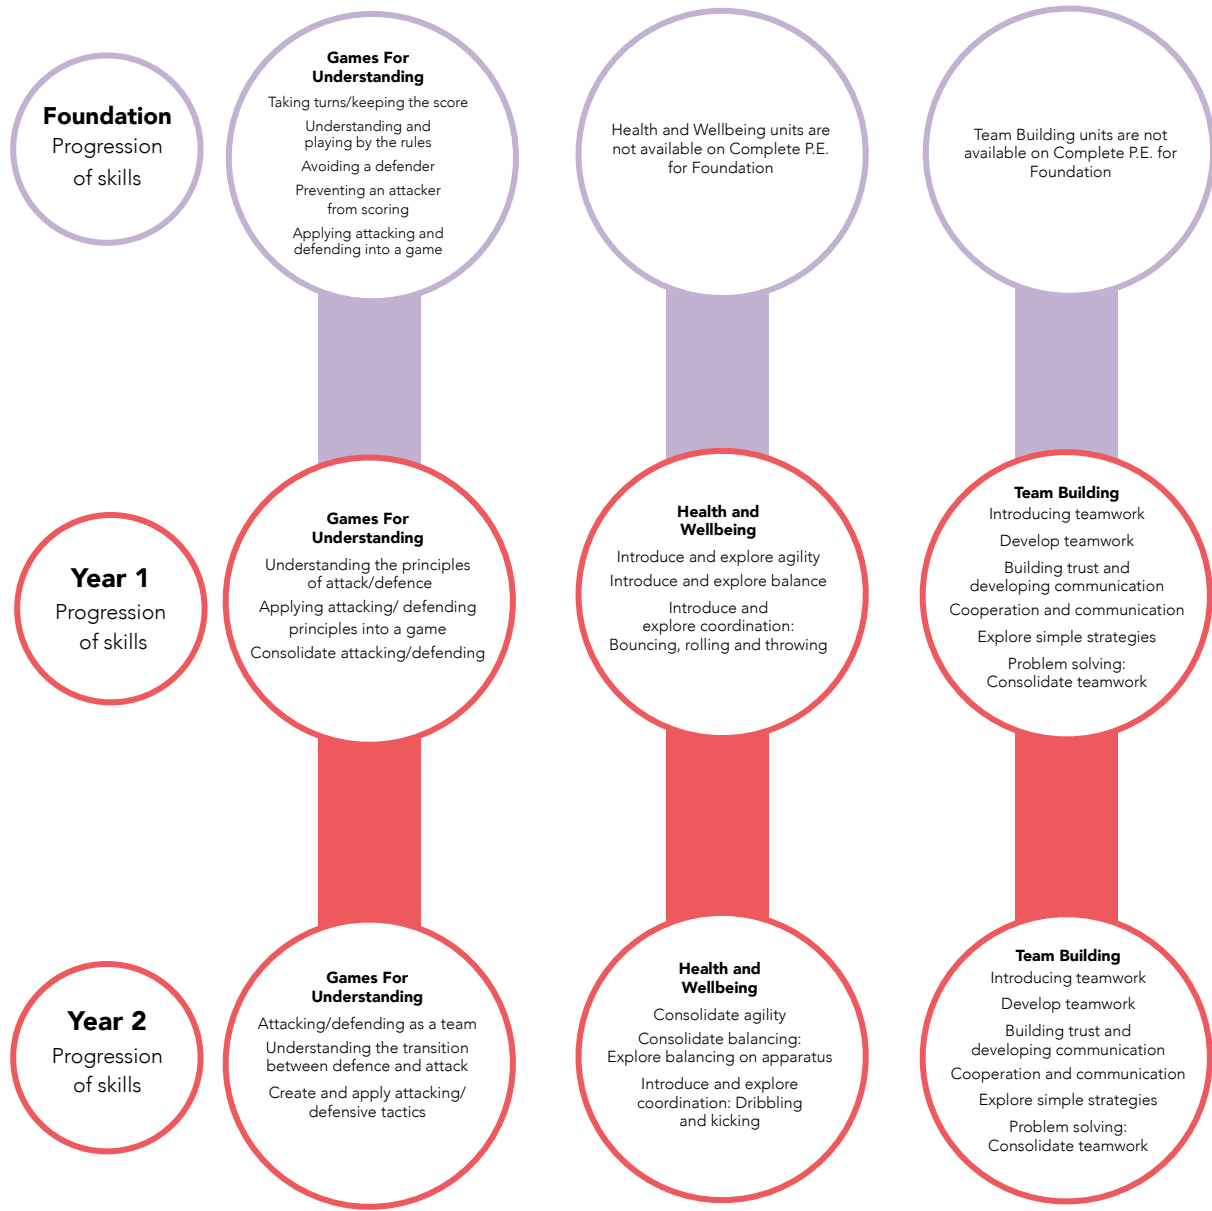 Foundation
Progression
of skills
Games For
Understanding
Taking turns/keeping the score
Understanding and
playing by the rules
Avoiding a defender
Preventing an attacker
from scoring
Applying attacking and
defending into a game
Health and Wellbeing units are
not available on Complete P.E.
for Foundation
Team Building units are not
available on Complete P.E. for
Foundation
Year 1
Progression
of skills
Games For
Understanding
Understanding the principles
of attack/defence
Applying attacking/ defending
principles into a game
Consolidate attacking/defending
Health and
Wellbeing
Introduce and explore agility
Introduce and explore balance
Introduce and
explore coordination:
Bouncing, rolling and throwing
Team Building
Introducing teamwork
Develop teamwork
Building trust and
developing communication
Cooperation and communication
Explore simple strategies
Problem solving:
Consolidate teamwork
Year 2
Progression
of skills
Games For
Understanding
Attacking/defending as a team
Understanding the transition
between defence and attack
Create and apply attacking/
defensive tactics
Health and
Wellbeing
Consolidate agility
Consolidate balancing:
Explore balancing on apparatus
Introduce and explore
coordination: Dribbling
and kicking
Team Building
Introducing teamwork
Develop teamwork
Building trust and
developing communication
Cooperation and communication
Explore simple strategies
Problem solving:
Consolidate teamwork